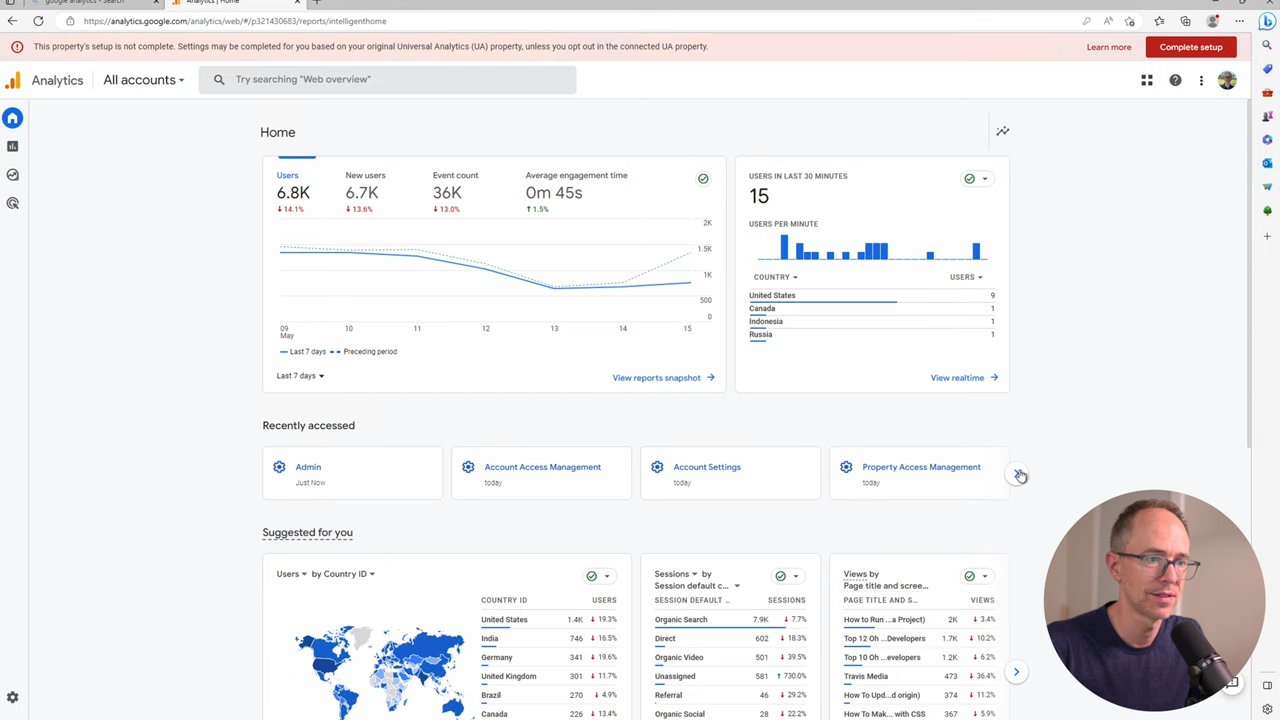 google analytics - Search
Analytics | Home
https://analytics.google.com/analytics/web/#/p321430683/reports/intelligenthome
This property's setup is not complete. Settings may be completed for you based on your original Universal Analytics (UA) property, unless you opt out in the connected UA property.
Learn more
Complete setup
Analytics
All accounts
Try searching "Web overview"
Home
Users
6.8K
14.1%
New users
6.7K
13.6%
Event count
36K
13.0%
Average engagement time
0m 45s
1.5%
2K
1.5K
1K
500
0
09
May
10
11
12
13
14
15
Last 7 days
Preceding period
Last 7 days
View reports snapshot
USERS IN LAST 30 MINUTES
15
USERS PER MINUTE
COUNTRY
USERS
United States 9
Canada 1
Indonesia 1
Russia 1
View realtime
Recently accessed
Admin
Just Now
Account Access Management
today
Account Settings
today
Property Access Management
today
Suggested for you
Users by Country ID
COUNTRY ID USERS
United States 1.4K 19.3%
India 746 16.5%
Germany 341 19.6%
United Kingdom 301 11.7%
Brazil 270 4.9%
Canada 226 13.4%
Sessions by
Session default c...
SESSION DEFAULT ... SESSIONS
Organic Search 7.9K 7.7%
Direct 602 18.3%
Organic Video 501 39.5%
Unassigned 581 730.0%
Referral 46 29.2%
Organic Social 28 22.2%
Views by
Page title and scree...
PAGE TITLE AND S... VIEWS
How to Run ...a Project) 2K 3.4%
Top 12 Oh ...Developers 1.7K 10.2%
Top 10 Oh ...evelopers 1.2K 6.2%
Travis Media 473 36.4%
How To Upd...d origin) 374 11.2%
How To Mak... with CSS 367 5.9%